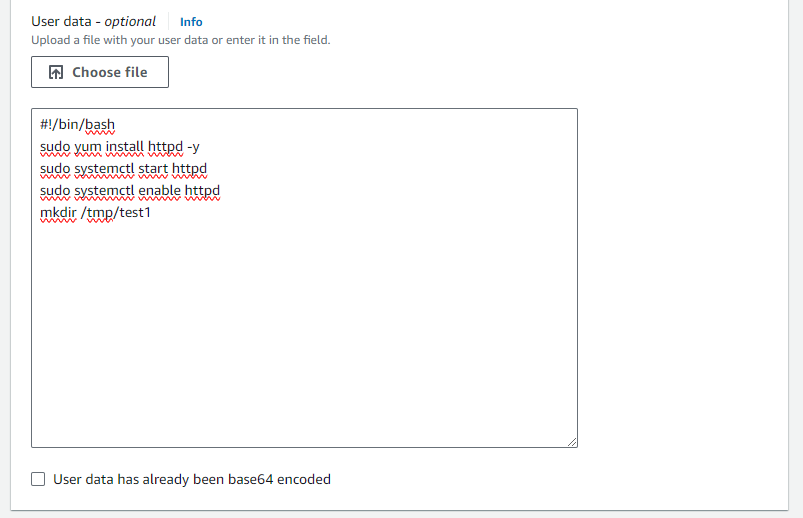 User data - optional Info
Upload a file with your user data or enter it in the field.
Choose file
#!/bin/bash
sudo yum install httpd -y
sudo systemctl start httpd
sudo systemctl enable httpd
mkdir /tmp/test1
User data has already been base64 encoded